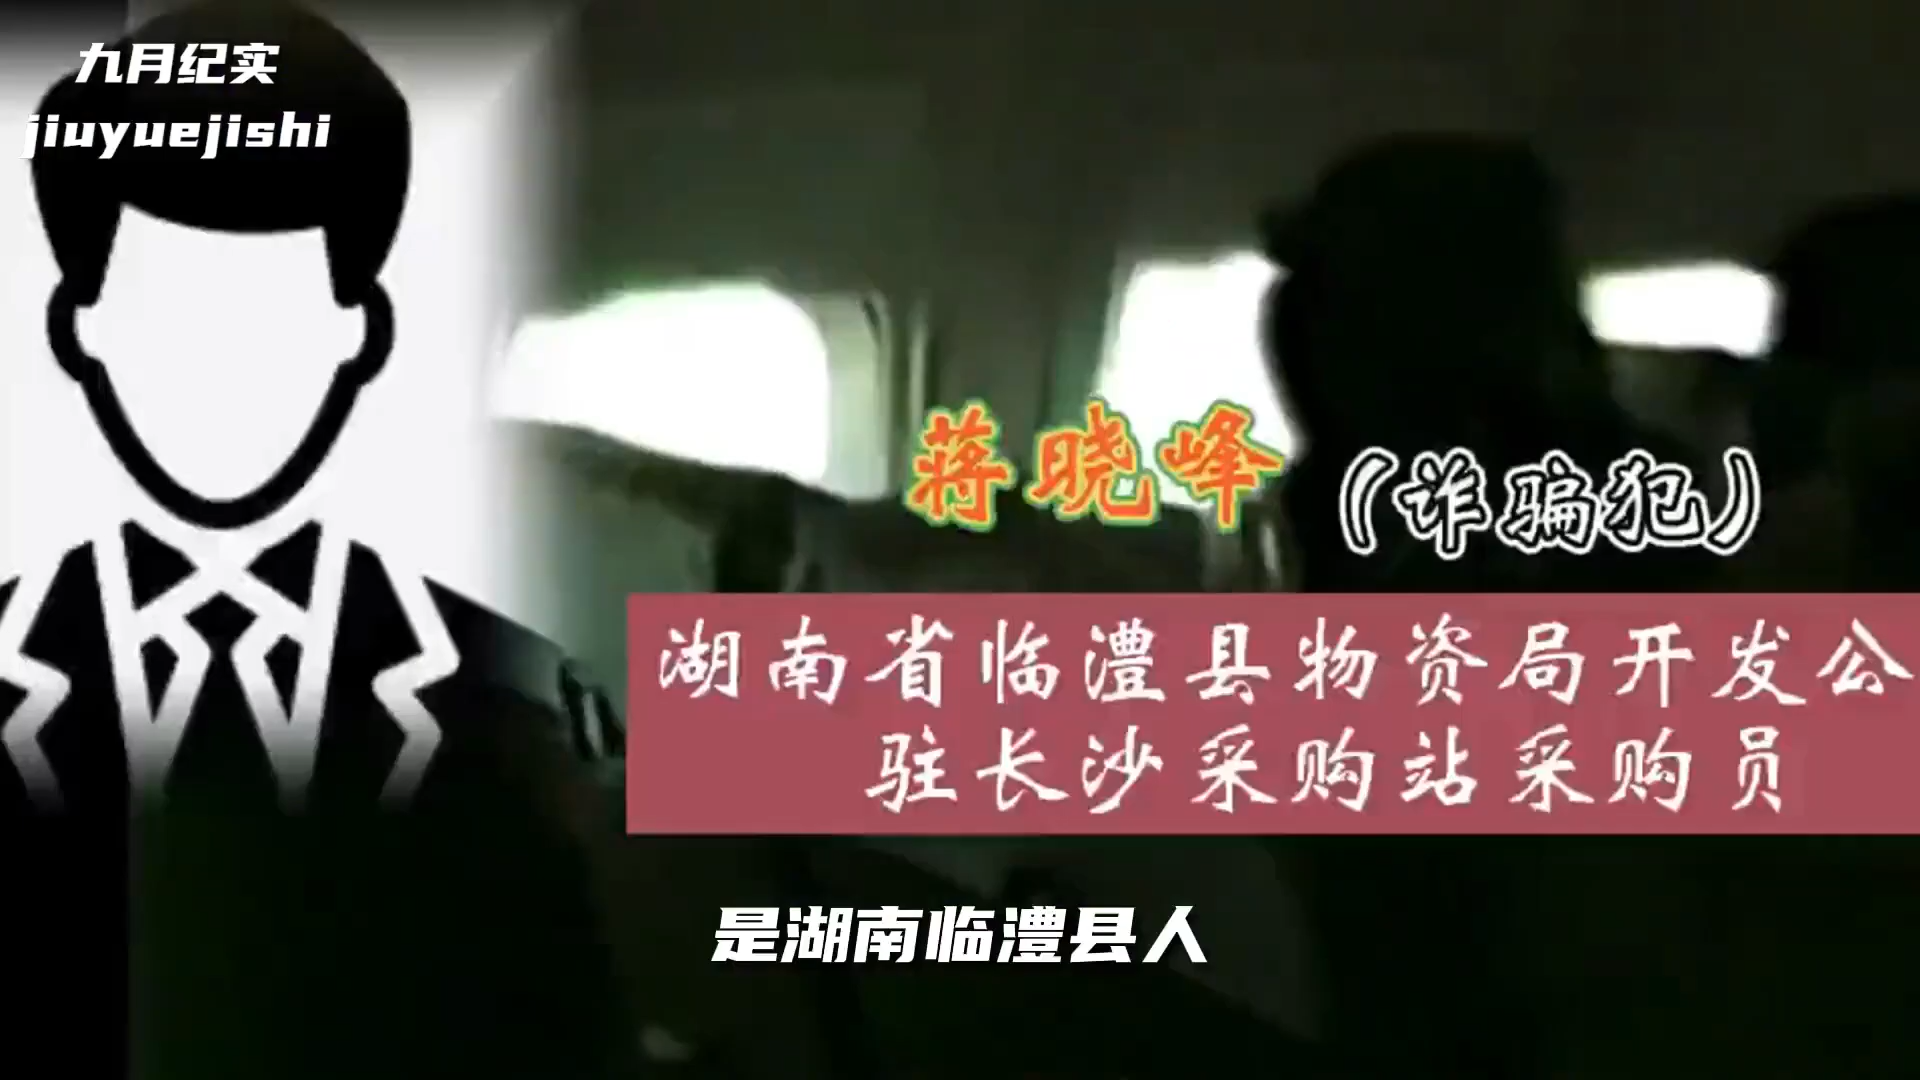 九月纪实
jiuyuejishi
蒋晓峰
(诈骗犯)
湖南省临澧县物资局开发公
驻长沙采购站采购员
是湖南临澧县人